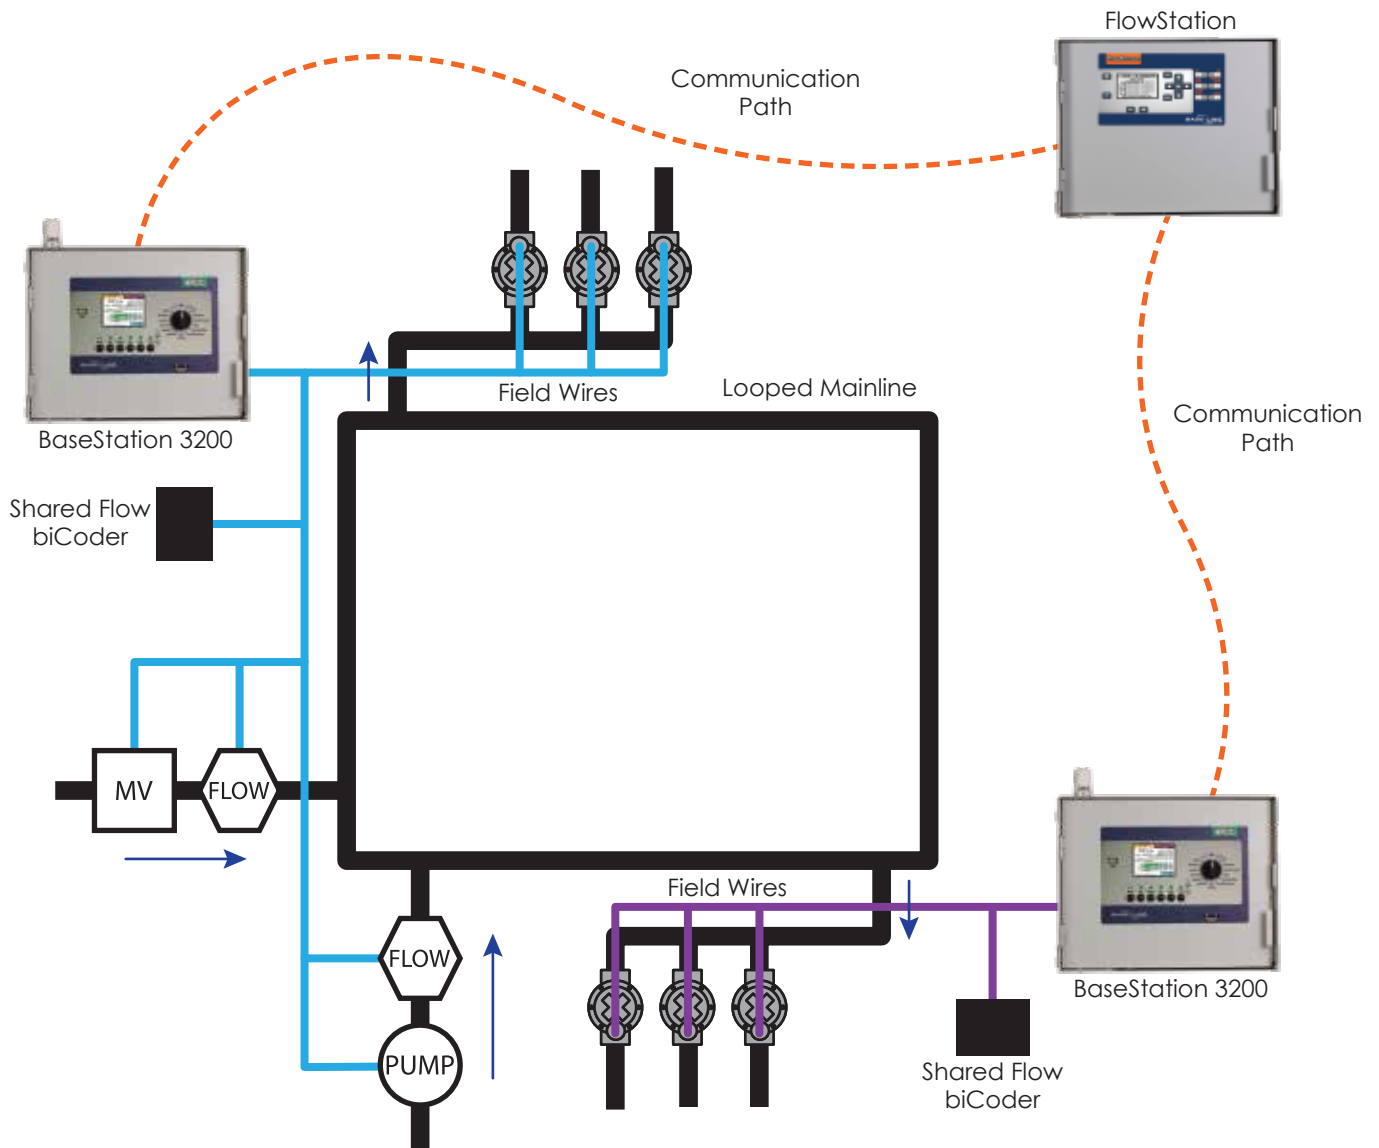 FlowStation
Communication
Path
Field Wires
Looped Mainline
BaseStation 3200
Communication
Path
Shared Flow
biCoder
MV
FLOW
Field Wires
FLOW
BaseStation 3200
PUMP
Shared Flow
biCoder